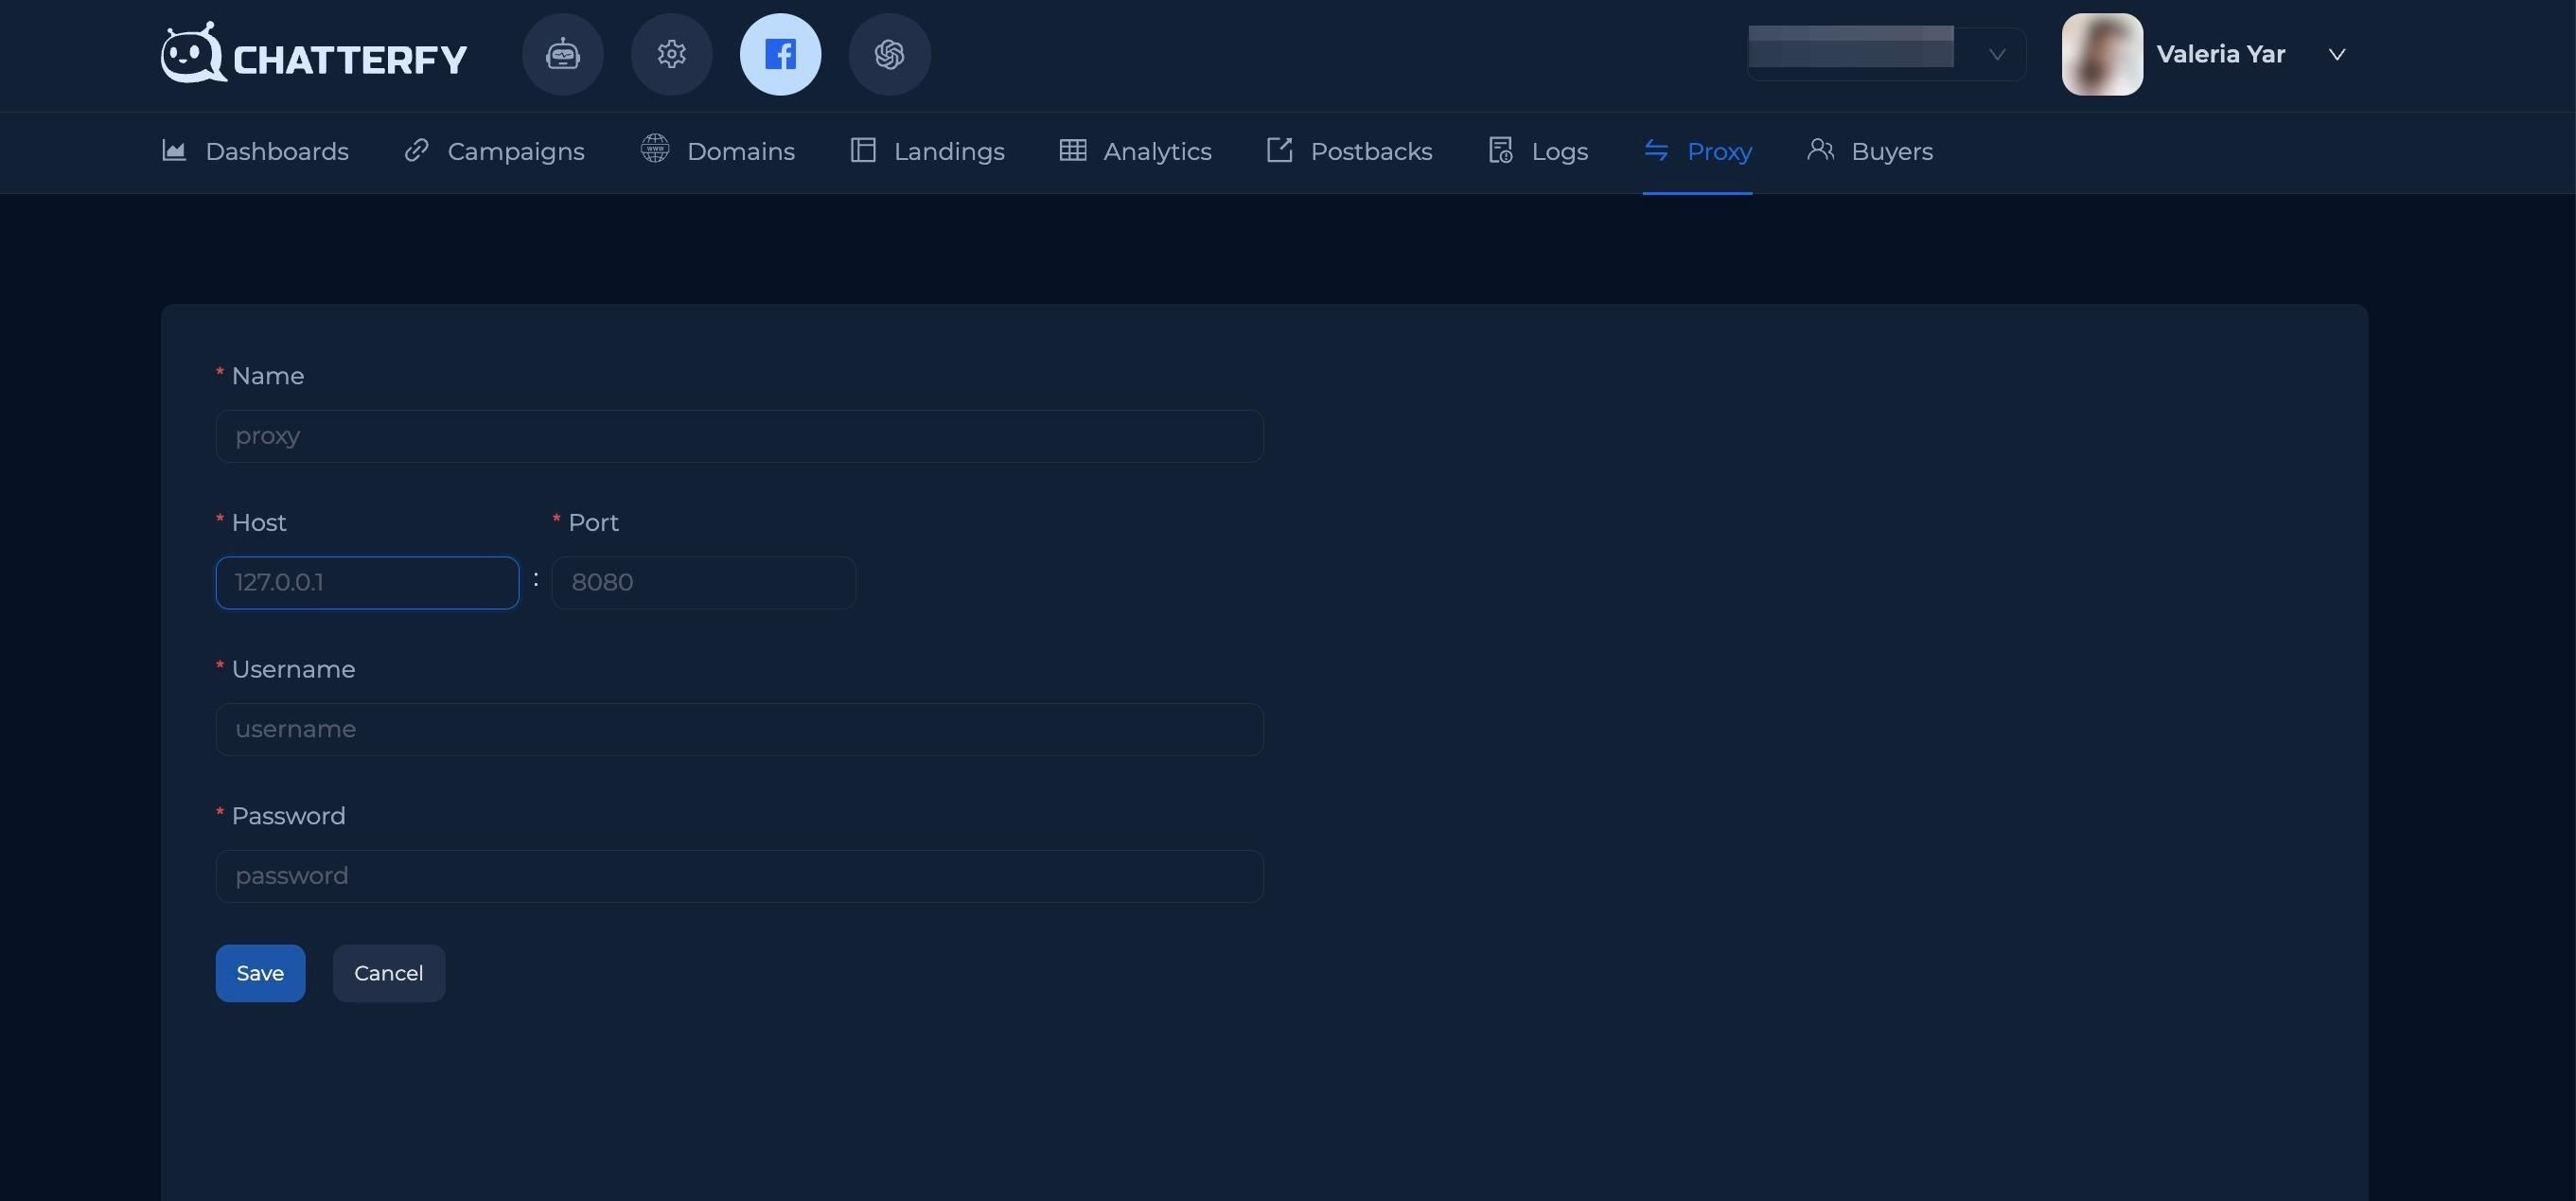 CHATTERFY
Valeria Yar
Dashboards Campaigns Domains Landings Analytics Postbacks Logs Proxy Buyers
* Name
proxy
* Host * Port
127.0.0.1 : 8080
* Username
username
* Password
password
Save Cancel